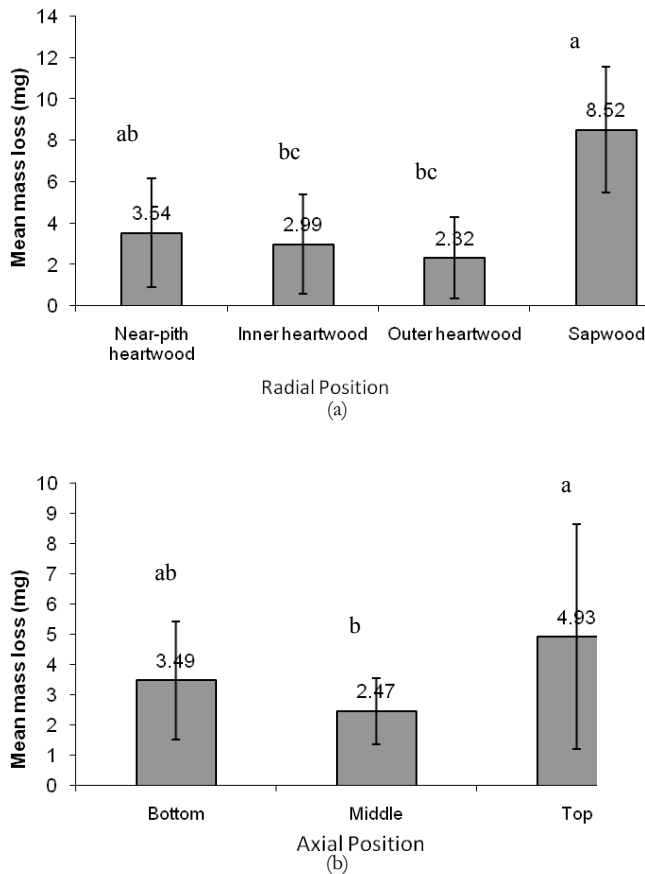 14
12
10
8
6
4
2
0
Mean mass loss (mg)
ab
bc
bc
a
3.54
2.99
2.32
8.52
Near-pith heartwood
Inner heartwood
Outer heartwood
Sapwood
Radial Position
(a)
10
9
8
7
6
5
4
3
2
1
0
Mean mass loss (mg)
ab
b
a
3.49
2.47
4.93
Bottom
Middle
Top
Axial Position
(b)